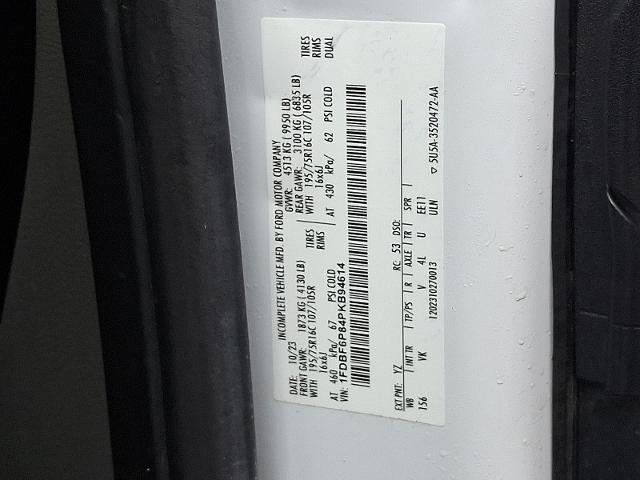 INCOMPLETE VEHICLE MFD. BY FORD MOTOR COMPANY
DATE: 10/23 GVWR: 4513 KG ( 9950 LB)
FRONT GAWR: 1873 KG ( 4130 LB) REAR GAWR: 3100 KG ( 6835 LB)
WITH 195/75R16C 107/105R TIRES WITH 195/75R16C 107/105R TIRES
16x6J RIMS 16x6J RIMS
AT 460 kPa/ 67 PSI COLD AT 430 kPa/ 62 PSI COLD DUAL
VIN: 1FDBF6P84PKB94614
EXT PNT: YZ RC: 53 DSO:
WB INT TR TP/PS R AXLE TR SPR
156 VK V 4L U EE11
1202310270013 ULN
▽ 5U5A-3520472-AA